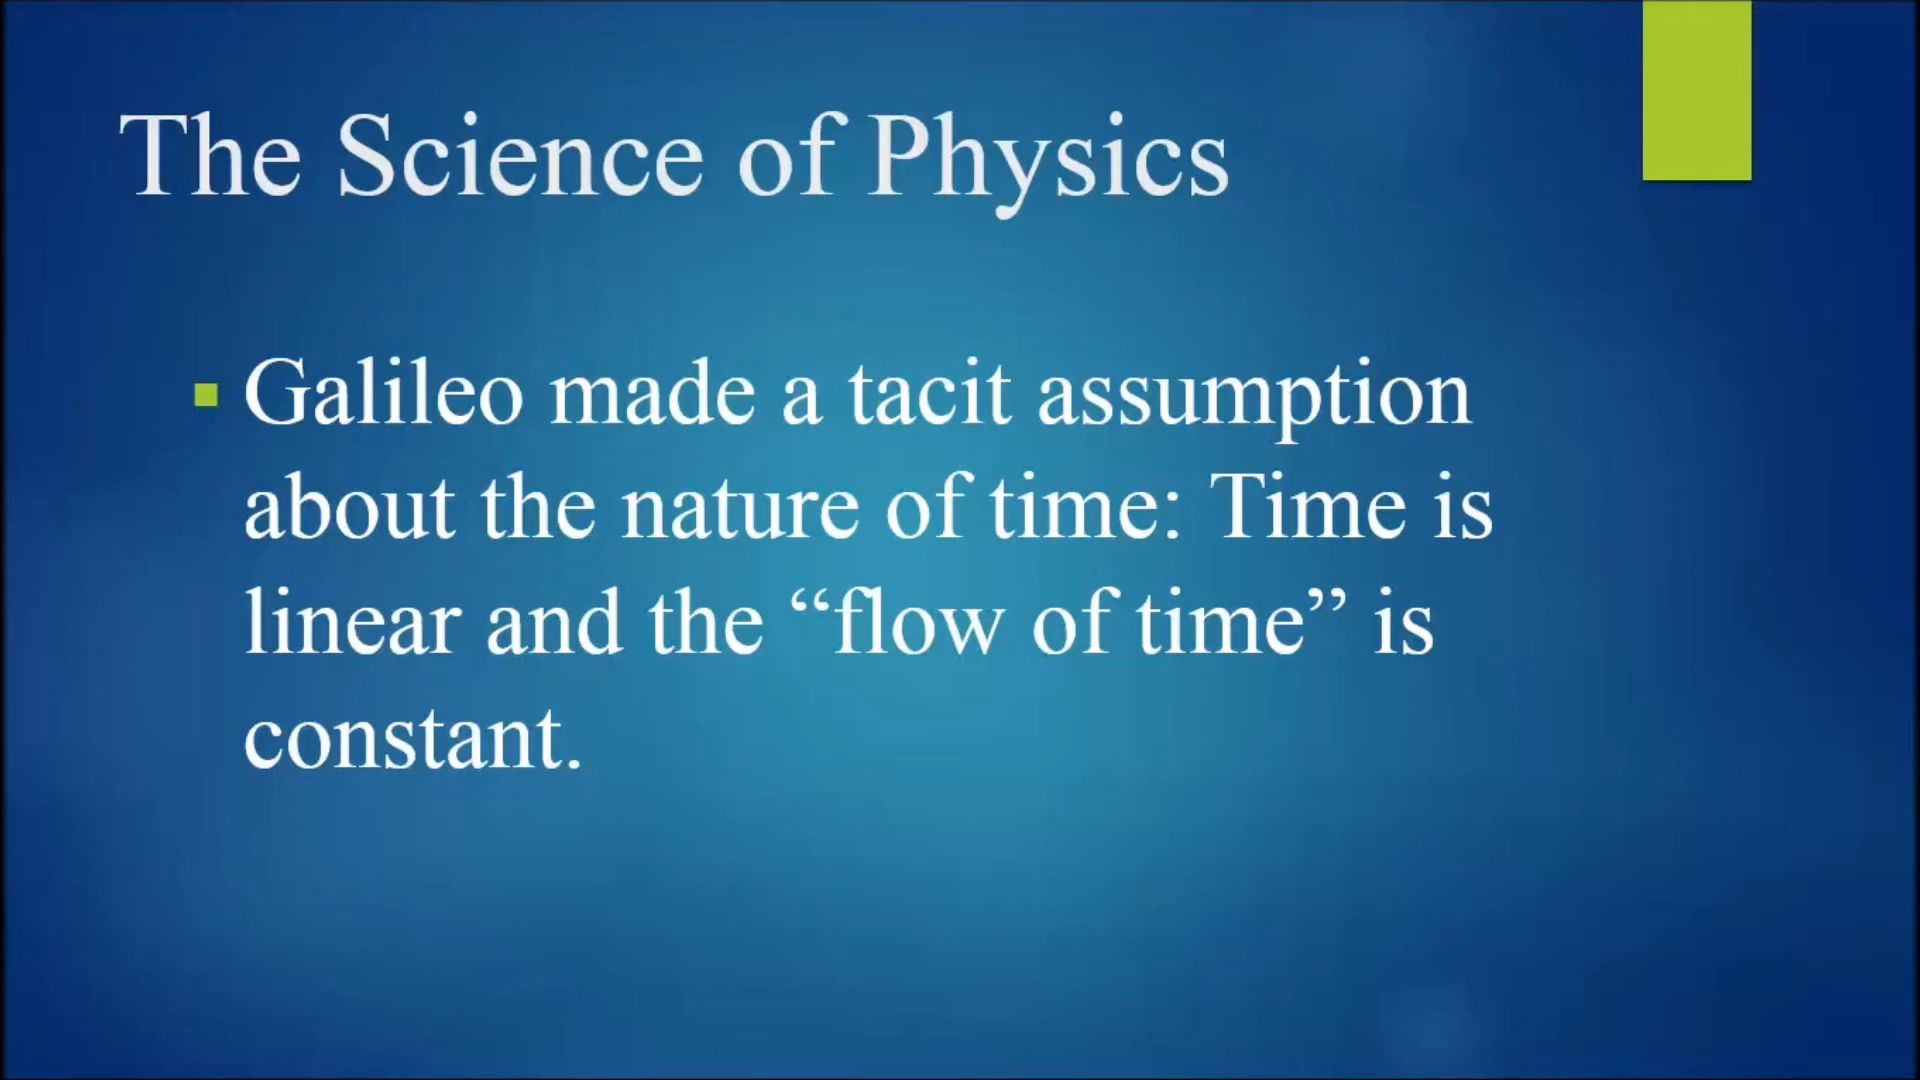 The Science of Physics
Galileo made a tacit assumption
about the nature of time: Time is
linear and the “flow of time” is
constant.